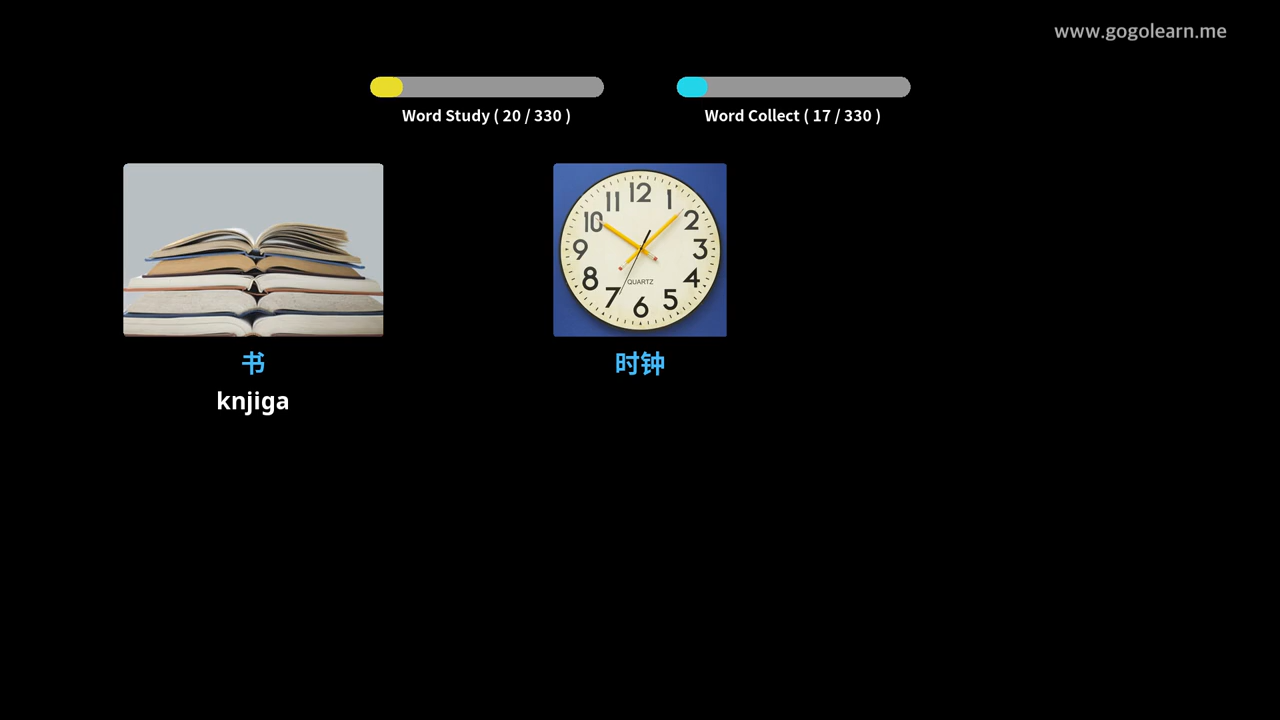 www.gogolearn.me
Word Study ( 20 / 330 )
Word Collect ( 17 / 330 )
12
11
1
10
2
9
3
8
4
QUARTZ
7
5
6
书
时钟
knjiga